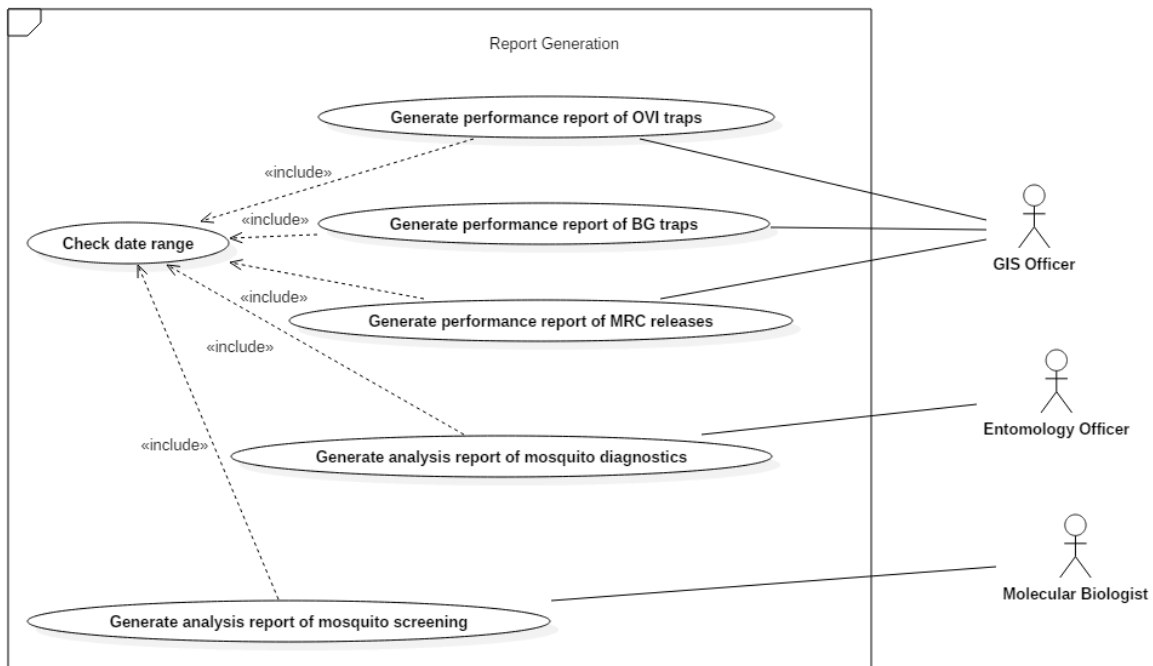 Report Generation
Generate performance report of OVI traps
«include»
«include»
Generate performance report of BG traps
Check date range
GIS Officer
«include»
Generate performance report of MRC releases
«include»
Entomology Officer
«include»
Generate analysis report of mosquito diagnostics
Molecular Biologist
Generate analysis report of mosquito screening